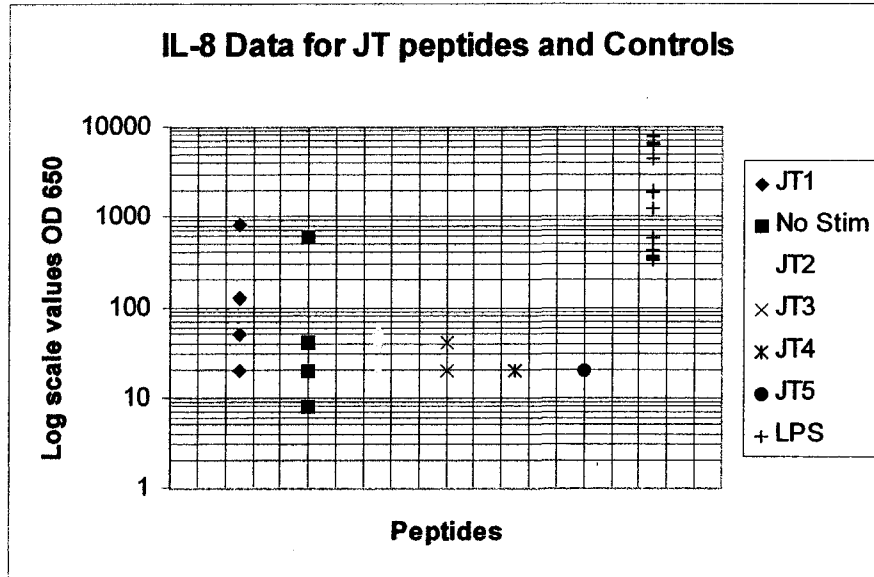 IL-8 Data for JT peptides and Controls
Log scale values OD 650
10000
1000
100
10
1
Peptides
JT1
No Stim
JT2
JT3
JT4
JT5
LPS